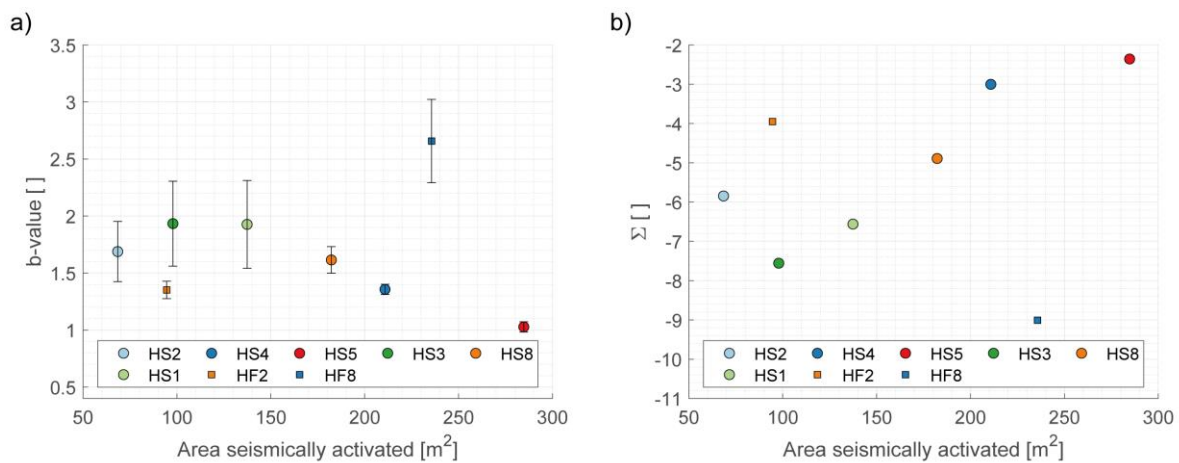 a)
3.5
3
2.5
2
1.5
1
0.5
b-value [ ]
HS2 HS4 HS5 HS3 HS8
HS1 HF2 HF8
50 100 150 200 250 300
Area seismically activated [m²]
b)
-2
-3
-4
-5
-6
-7
-8
-9
-10
-11
Σ [ ]
HS2 HS4 HS5 HS3 HS8
HS1 HF2 HF8
50 100 150 200 250 300
Area seismically activated [m²]